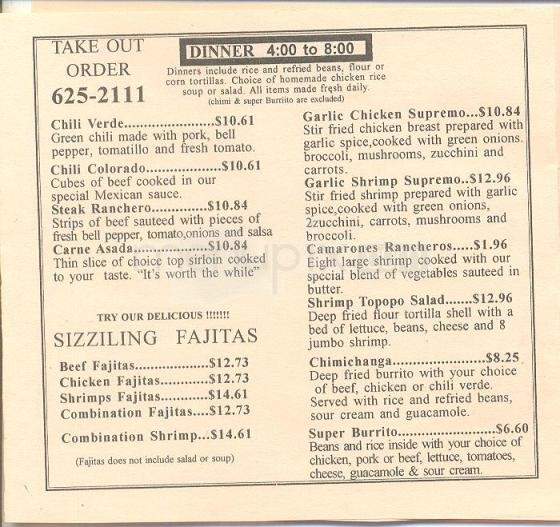 TAKE OUT
ORDER
625-2111
DINNER 4:00 to 8:00
Dinners include rice and refried beans, flour or
corn tortillas. Choice of homemade chicken rice
soup or salad. All items made fresh daily.
(chimi & super Burrito are excluded)
Chili Verde....................$10.61
Green chili made with pork, bell
pepper, tomatillo and fresh tomato.
Chili Colorado.................$10.61
Cubes of beef cooked in our
special Mexican sauce.
Steak Ranchero...............$10.84
Strips of beef sauteed with pieces of
fresh bell pepper, tomato,onions and salsa
Carne Asada..................$10.84
Thin slice of choice top sirloin cooked
to your taste. "It's worth the while"
TRY OUR DELICIOUS !!!!!!!
SIZZILING FAJITAS
Beef Fajitas....................$12.73
Chicken Fajitas.............$12.73
Shrimps Fajitas.............$14.61
Combination Fajitas....$12.73
Combination Shrimp...$14.61
(Fajitas does not include salad or soup)
Garlic Chicken Supremo...$10.84
Stir fried chicken breast prepared with
garlic spice,cooked with green onions.
broccoli, mushrooms, zucchini and
carrots.
Garlic Shrimp Supremo..$12.96
Stir fried shrimp prepared with garlic
spice,cooked with green onions,
2zucchini, carrots, mushrooms and
broccoli.
Camarones Rancheros.....$1.96
Eight large shrimp cooked with our
special blend of vegetables sauteed in
butter.
Shrimp Topopo Salad.......$12.96
Deep fried flour tortilla shell with a
bed of lettuce, beans, cheese and 8
jumbo shrimp.
Chimichanga......................$8.25
Deep fried burrito with your choice
of beef, chicken or chili verde.
Served with rice and refried beans,
sour cream and guacamole.
Super Burrito.....................$6.60
Beans and rice inside with your choice of
chicken, pork or beef, lettuce, tomatoes,
cheese, guacamole & sour cream.